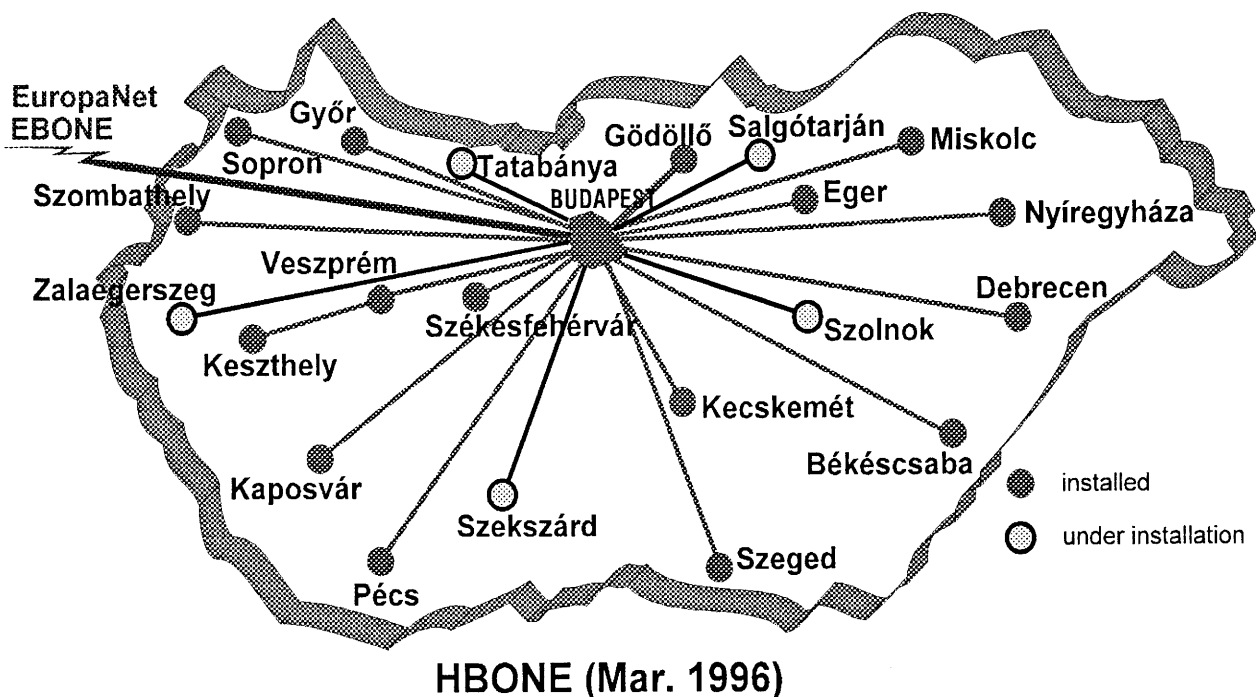 EuropaNet
EBONE
Győr
Sopron
Tatabánya
Gödöllő
Salgótarján
Miskolc
BUDAPEST
Eger
Szombathely
Nyíregyháza
Veszprém
Zalaegerszeg
Debrecen
Székesfehérvár
Szolnok
Keszthely
Kecskemét
Békéscsaba
Kaposvár
installed
Szekszárd
under installation
Szeged
Pécs
HBONE (Mar. 1996)